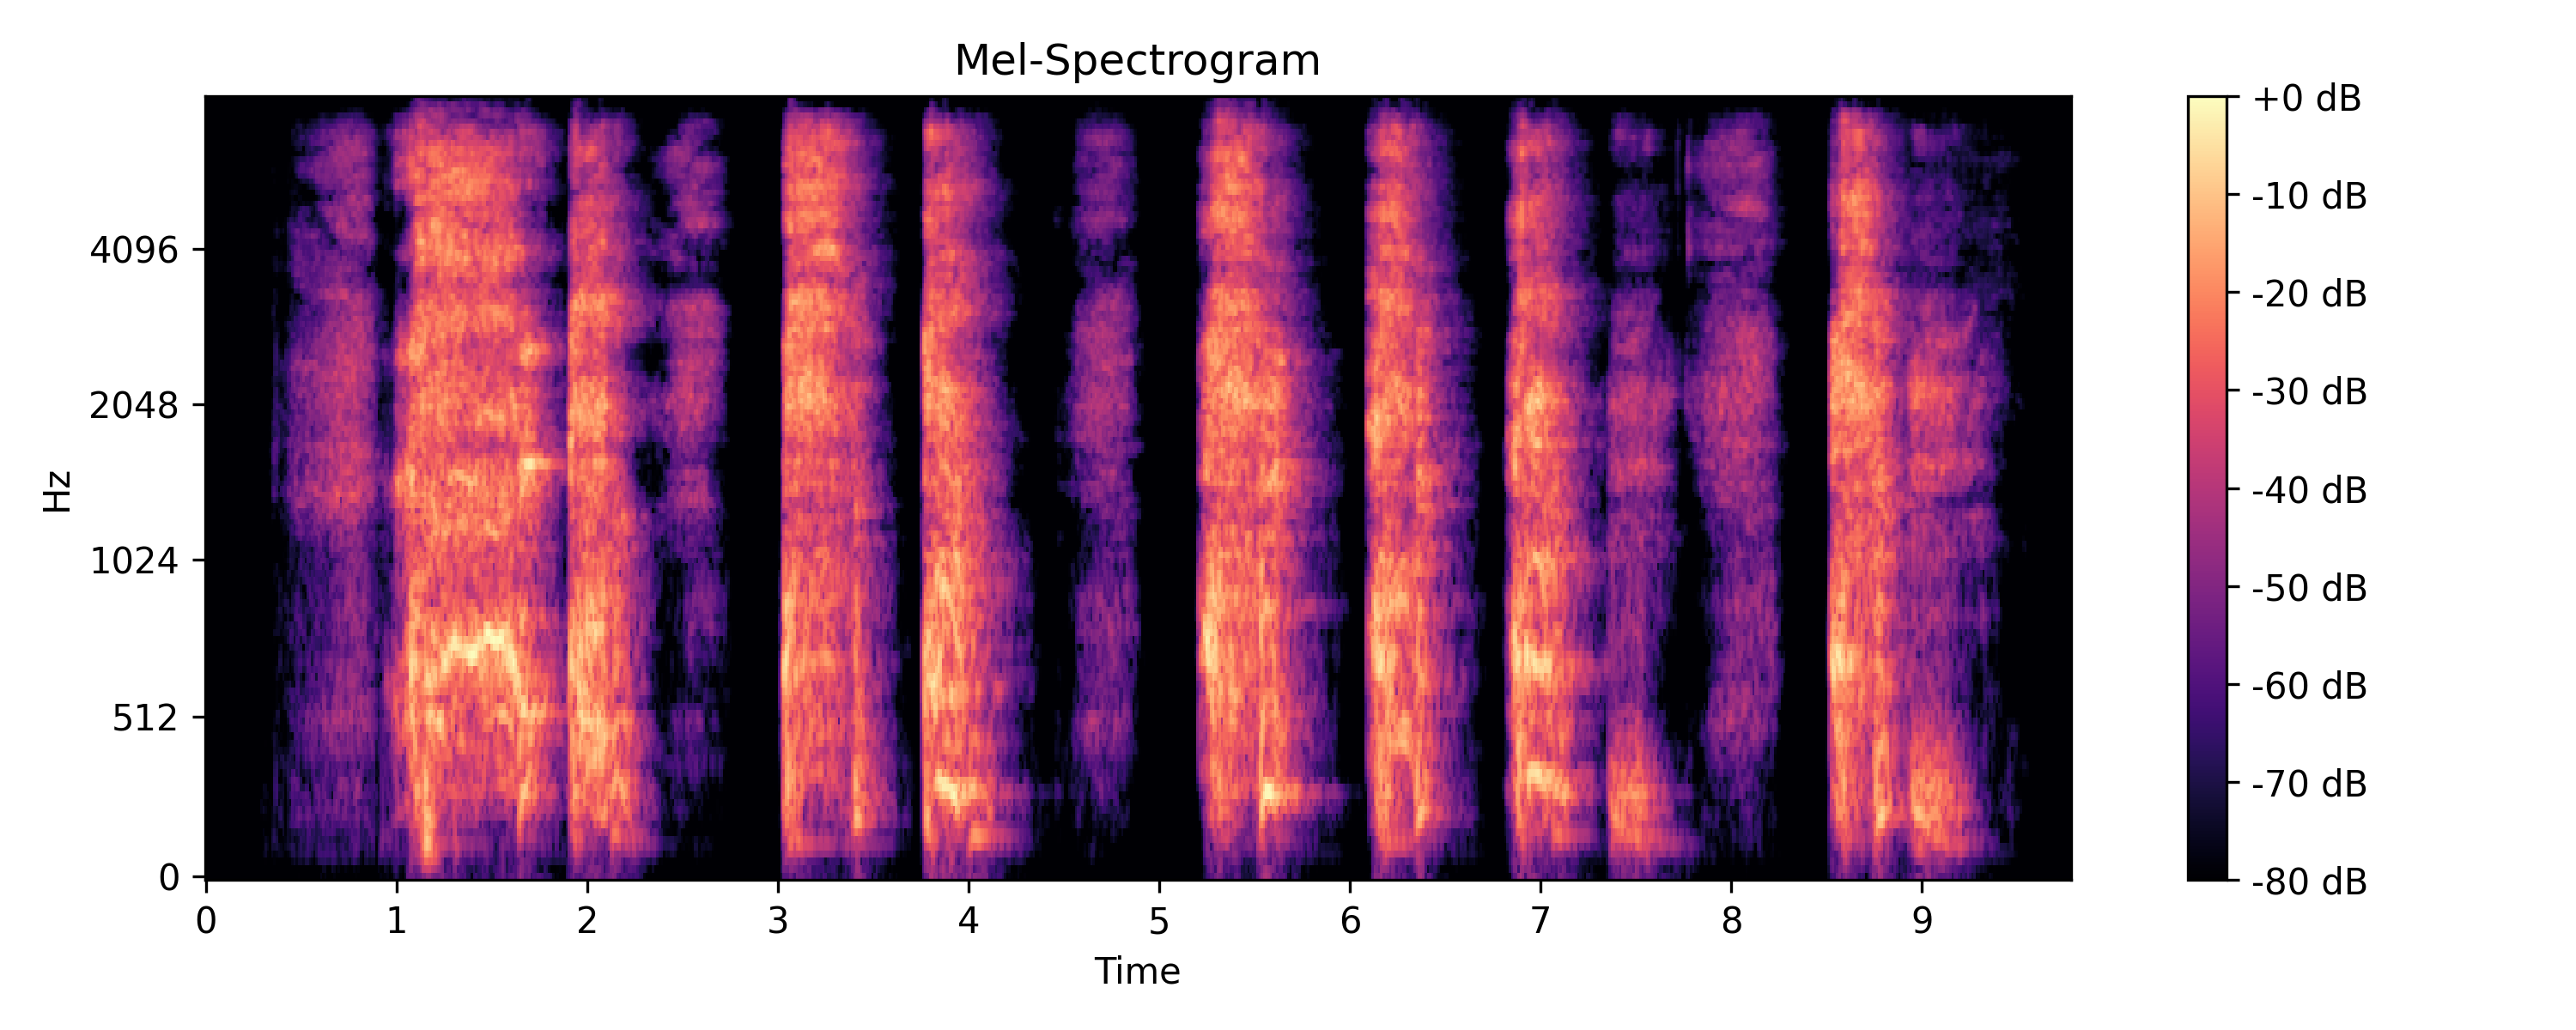 Mel-Spectrogram
+0 dB
-10 dB
-20 dB
-30 dB
-40 dB
-50 dB
-60 dB
-70 dB
-80 dB
Hz
4096
2048
1024
512
0
0 1 2 3 4 5 6 7 8 9
Time